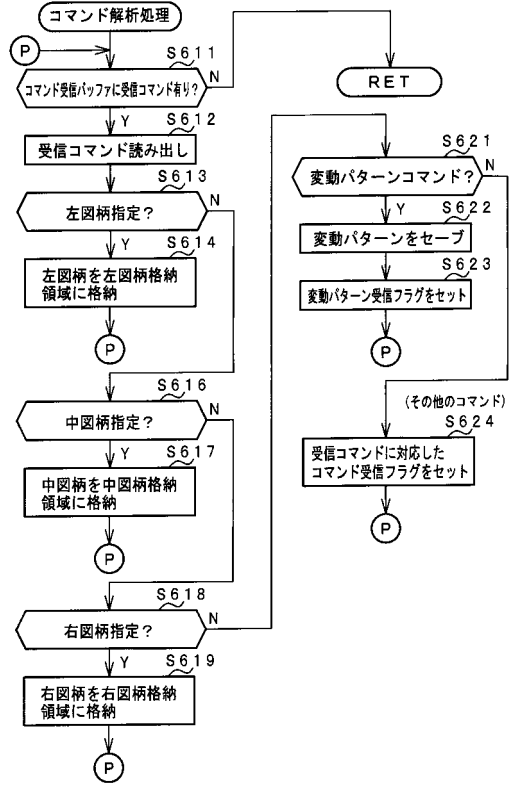 コマンド解析処理
P
S611
コマンド受信バッファに受信コマンド有り?
N
Y
S612
受信コマンド読み出し
S613
左図柄指定?
N
Y
S614
左図柄を左図柄格納
領域に格納
P
S616
中図柄指定?
N
Y
S617
中図柄を中図柄格納
領域に格納
P
S618
右図柄指定?
N
Y
S619
右図柄を右図柄格納
領域に格納
P
RET
S621
変動パターンコマンド?
N
Y
S622
変動パターンをセーブ
S623
変動パターン受信フラグをセット
P
(その他のコマンド)
S624
受信コマンドに対応した
コマンド受信フラグをセット
P